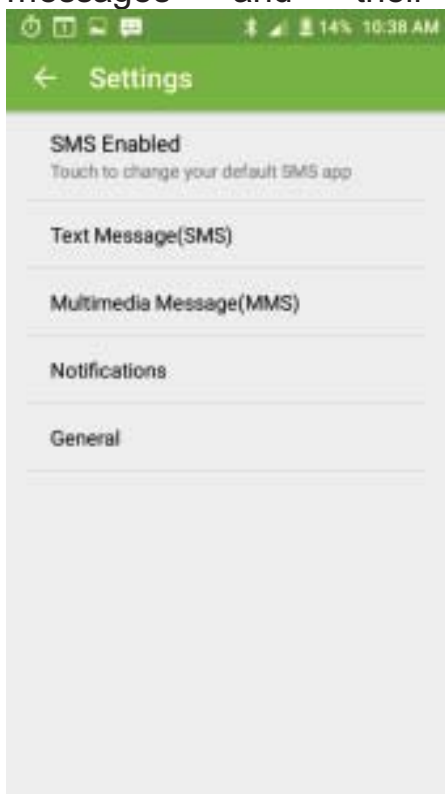 messages and their
14% 10:38 AM
Settings
SMS Enabled
Touch to change your default SMS app
Text Message(SMS)
Multimedia Message(MMS)
Notifications
General